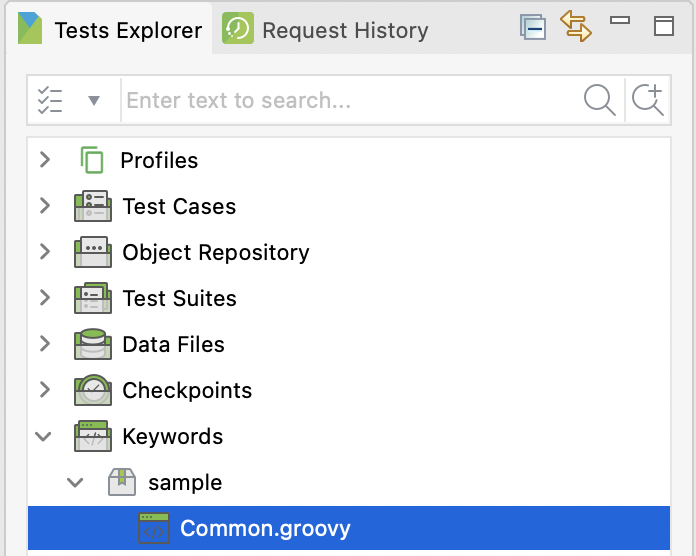 Tests Explorer Request History
Enter text to search...
Profiles
Test Cases
Object Repository
Test Suites
Data Files
Checkpoints
Keywords
sample
Common.groovy